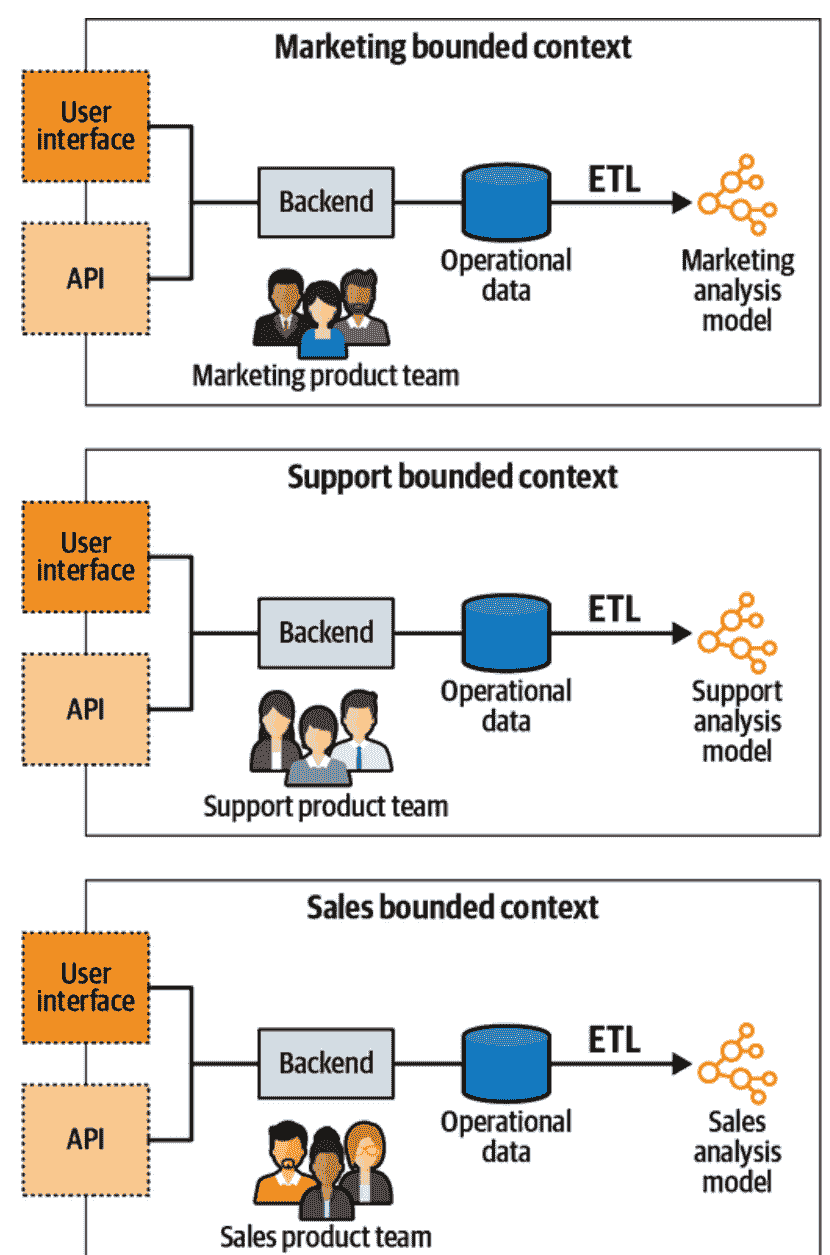 Marketing bounded context
User
interface
API
Backend
ETL
Operational
data
Marketing
analysis
model
Marketing product team
Support bounded context
User
interface
API
Backend
ETL
Operational
data
Support
analysis
model
Support product team
Sales bounded context
User
interface
API
Backend
ETL
Operational
data
Sales
analysis
model
Sales product team